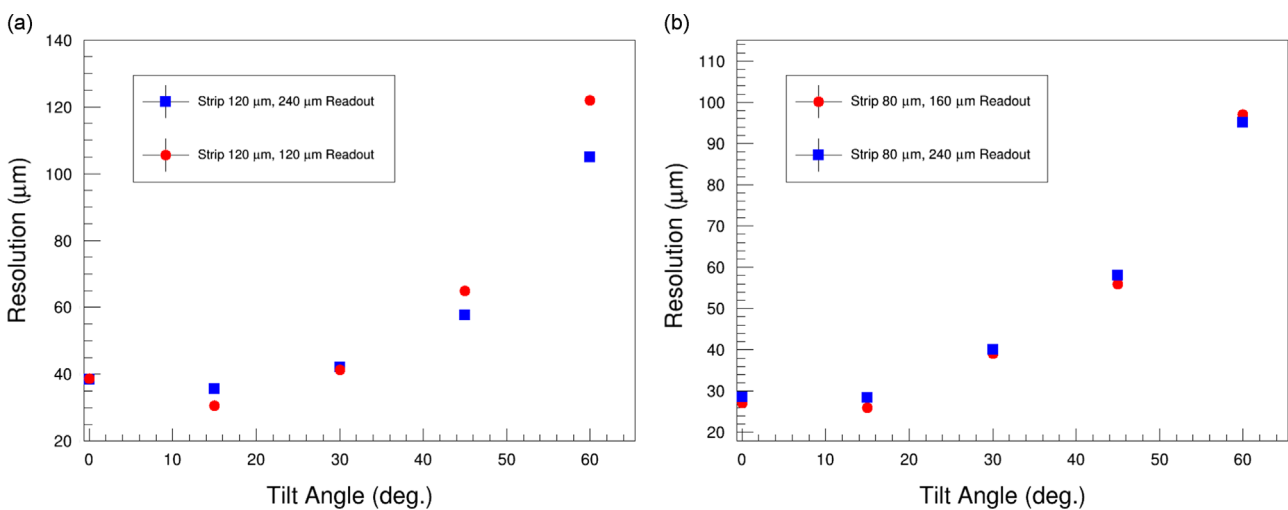 (a)
140
120
100
80
60
40
20
Resolution (μm)
Strip 120 μm, 240 μm Readout
Strip 120 μm, 120 μm Readout
0 10 20 30 40 50 60
Tilt Angle (deg.)
(b)
110
100
90
80
70
60
50
40
30
20
Resolution (μm)
Strip 80 μm, 160 μm Readout
Strip 80 μm, 240 μm Readout
0 10 20 30 40 50 60
Tilt Angle (deg.)